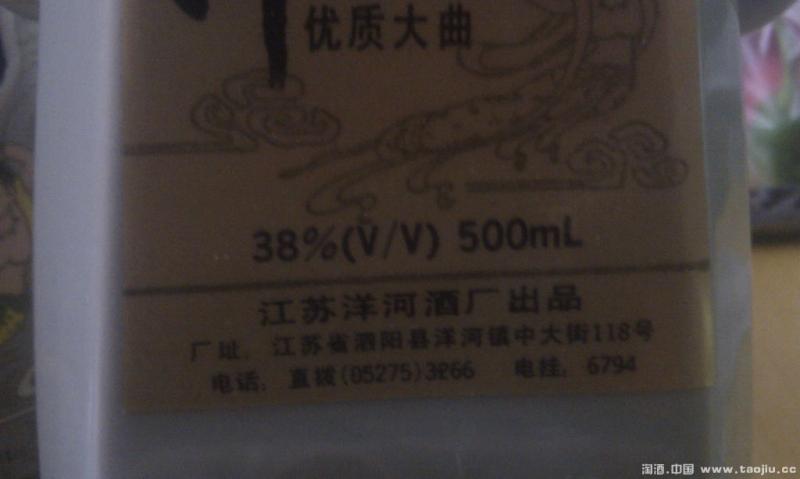 优质大曲
38%(V/V) 500mL
江苏洋河酒厂出品
厂址：江苏省泗阳县洋河镇中大街118号
电话：直拨(05275)3266 电挂：6794
淘酒.中国 www.taojiu.cc